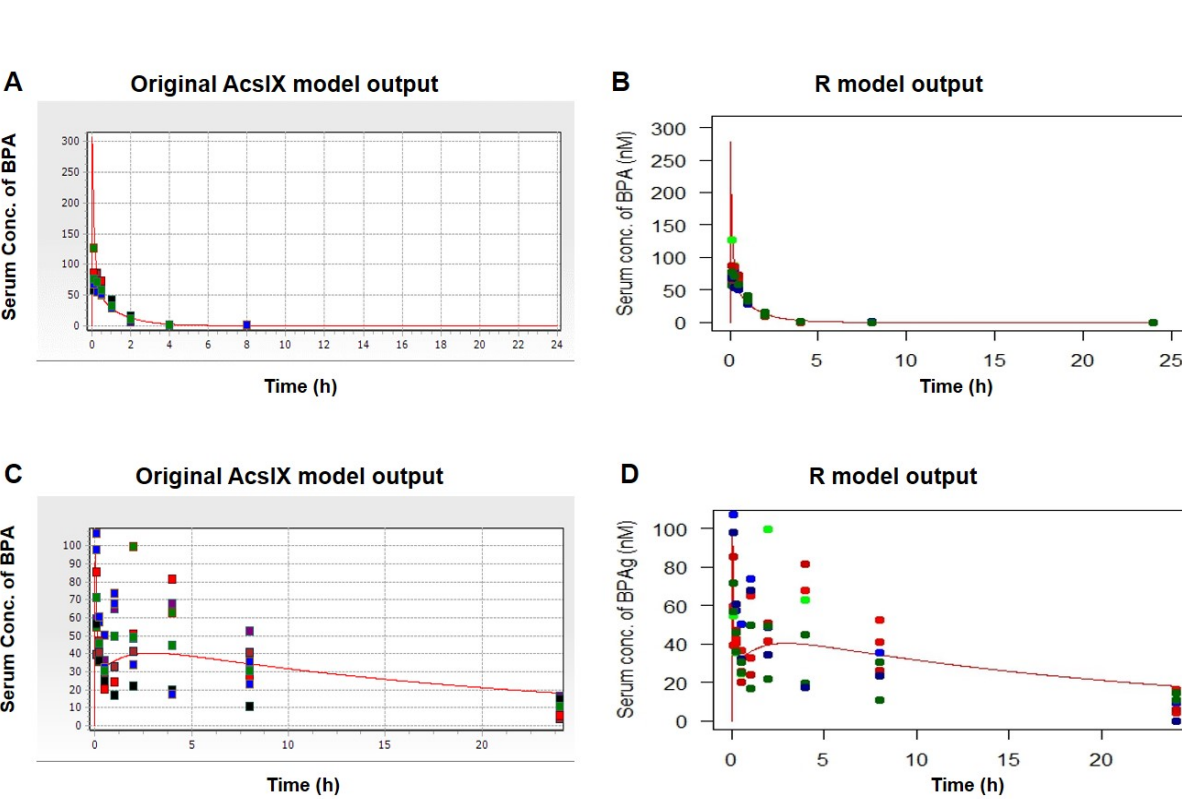 A
Original AcslX model output
Serum Conc. of BPA
300
250
200
150
100
50
0
0 2 4 6 8 10 12 14 16 18 20 22 24
Time (h)
B
R model output
Serum conc. of BPA (nM)
300
250
200
150
100
50
0
0 5 10 15 20 25
Time (h)
C
Original AcslX model output
Serum Conc. of BPA
100
90
80
70
60
50
40
30
20
10
0
0 5 10 15 20
Time (h)
D
R model output
Serum conc. of BPAg (nM)
100
80
60
40
20
0
0 5 10 15 20
Time (h)